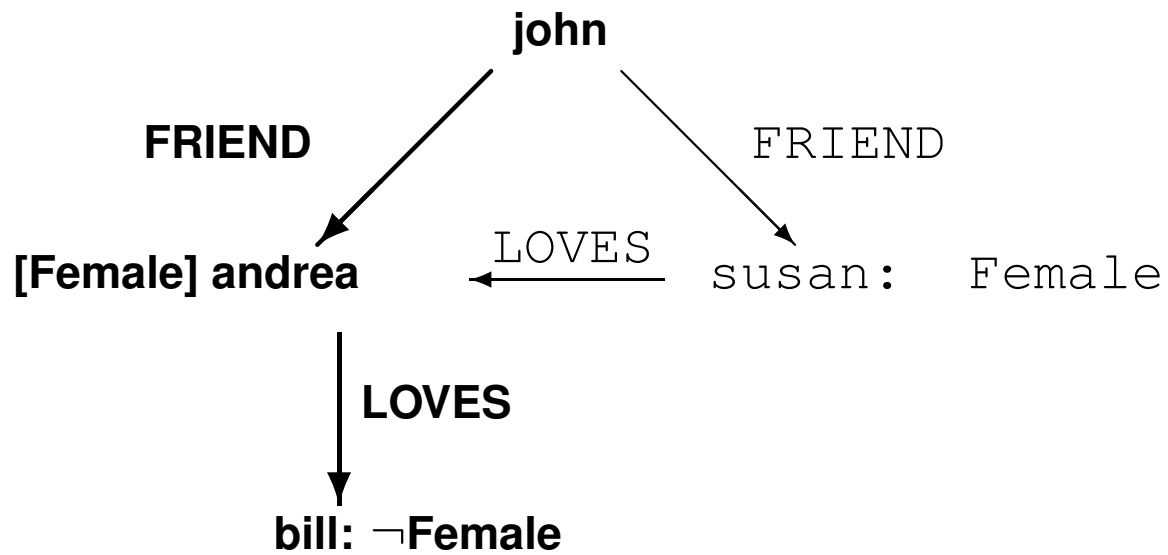 john
FRIEND FRIEND
LOVES
[Female] andrea susan: Female
LOVES
bill: ¬Female